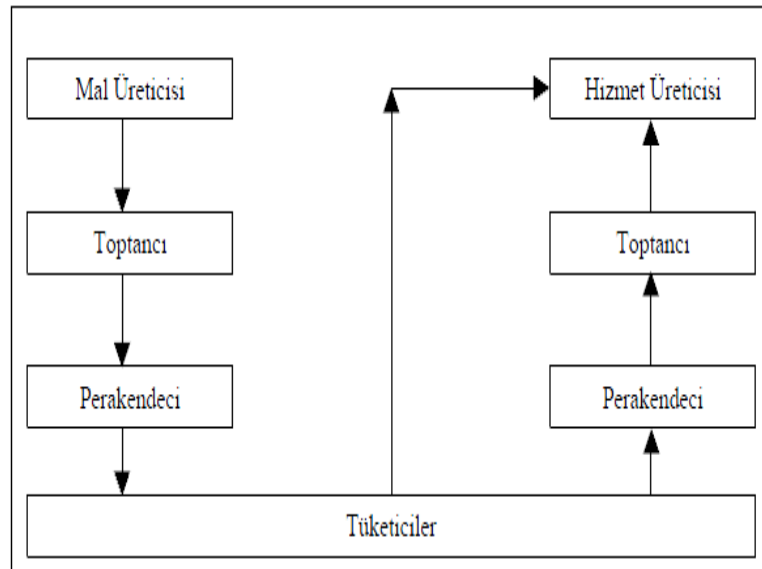 Mal Üreticisi
Hizmet Üreticisi
Toptancı
Toptancı
Perakendeci
Perakendeci
Tüketiciler